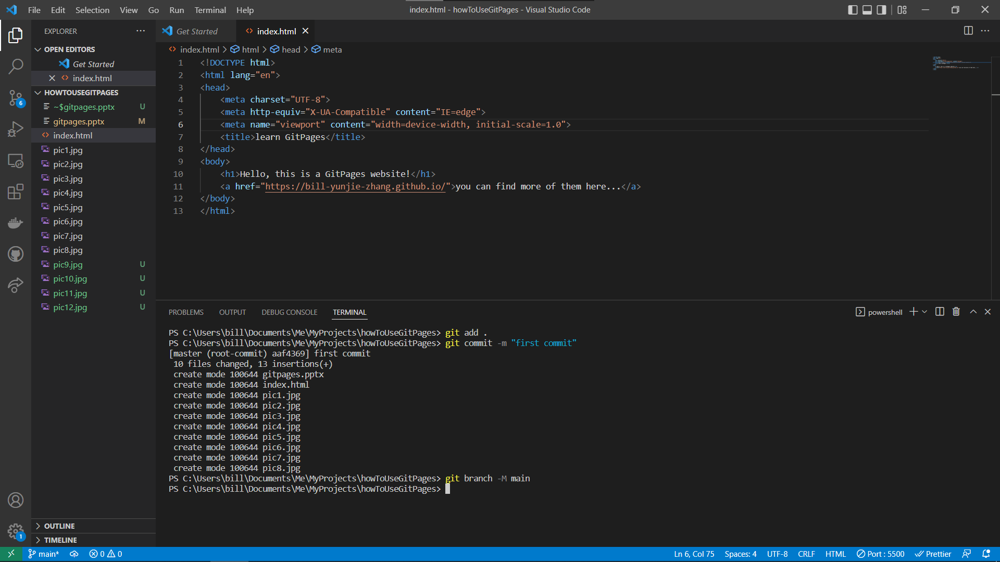 File Edit Selection View Go Run Terminal Help
index.html - howToUseGitPages - Visual Studio Code
EXPLORER
OPEN EDITORS
Get Started
index.html
HOWTOUSEGITPAGES
~$gitpages.pptx U
gitpages.pptx M
index.html
pic1.jpg
pic2.jpg
pic3.jpg
pic4.jpg
pic5.jpg
pic6.jpg
pic7.jpg
pic8.jpg
pic9.jpg U
pic10.jpg U
pic11.jpg U
pic12.jpg U
OUTLINE
TIMELINE
6
1
Get Started index.html
index.html > html > head > meta
1 <!DOCTYPE html>
2 <html lang="en">
3 <head>
4 <meta charset="UTF-8">
5 <meta http-equiv="X-UA-Compatible" content="IE=edge">
6 <meta name="viewport" content="width=device-width, initial-scale=1.0">
7 <title>learn GitPages</title>
8 </head>
9 <body>
10 <h1>Hello, this is a GitPages website!</h1>
11 <a href="https://bill-yunjie-zhang.github.io/">you can find more of them here...</a>
12 </body>
13 </html>
PROBLEMS OUTPUT DEBUG CONSOLE TERMINAL
powershell
PS C:\Users\bill\Documents\Me\MyProjects\howToUseGitPages> git add .
PS C:\Users\bill\Documents\Me\MyProjects\howToUseGitPages> git commit -m "first commit"
[master (root-commit) aaf4369] first commit
10 files changed, 13 insertions(+)
create mode 100644 gitpages.pptx
create mode 100644 index.html
create mode 100644 pic1.jpg
create mode 100644 pic2.jpg
create mode 100644 pic3.jpg
create mode 100644 pic4.jpg
create mode 100644 pic5.jpg
create mode 100644 pic6.jpg
create mode 100644 pic7.jpg
create mode 100644 pic8.jpg
PS C:\Users\bill\Documents\Me\MyProjects\howToUseGitPages> git branch -M main
PS C:\Users\bill\Documents\Me\MyProjects\howToUseGitPages>
main* 0 0 Ln 6, Col 75 Spaces: 4 UTF-8 CRLF HTML Port : 5500 Prettier